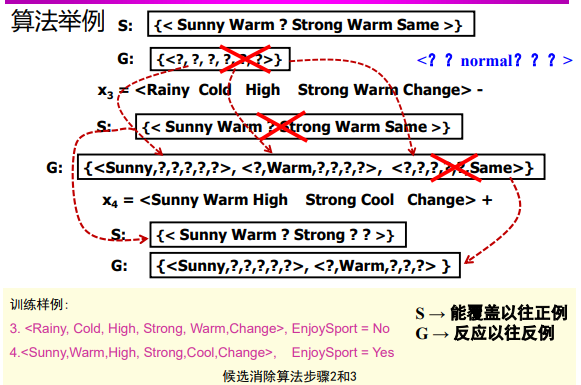 算法举例
S: {< Sunny Warm ? Strong Warm Same >}
G: {<?, ?, ?, ?, ?, ?>}
<? ? normal? ? ? >
x3 = <Rainy Cold High Strong Warm Change> -
S: {< Sunny Warm ? Strong Warm Same >}
G: {<Sunny,?,?,?,?,?>, <?,Warm,?,?,?,?>, <?,?,?,?,?,Same>}
x4 = <Sunny Warm High Strong Cool Change> +
S: {< Sunny Warm ? Strong ? ? >}
G: {<Sunny,?,?,?,?,?>, <?,Warm,?,?,?> }
训练样例:
3. <Rainy, Cold, High, Strong, Warm,Change>, EnjoySport = No
4.<Sunny,Warm,High, Strong,Cool,Change>, EnjoySport = Yes
S → 能覆盖以往正例
G → 反应以往反例
候选消除算法步骤2和3